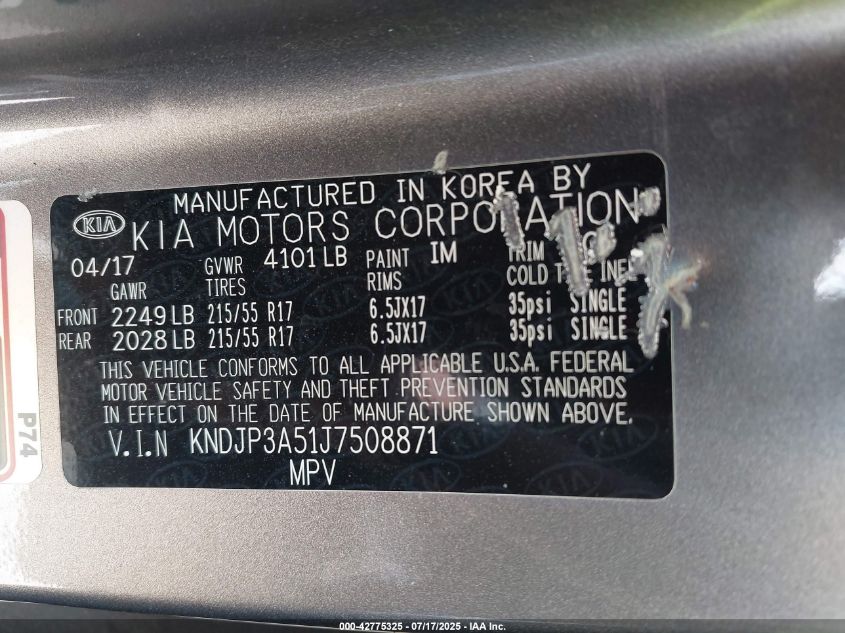 MANUFACTURED IN KOREA BY
KIA KIA MOTORS CORPORATION
04/17 GVWR 4101 LB PAINT IM TRIM
GAWR TIRES RIMS COLD
FRONT 2249 LB 215/55 R17 6.5JX17 35psi SINGLE
REAR 2028 LB 215/55 R17 6.5JX17 35psi SINGLE
THIS VEHICLE CONFORMS TO ALL APPLICABLE U.S.A. FEDERAL
MOTOR VEHICLE SAFETY AND THEFT PREVENTION STANDARDS
IN EFFECT ON THE DATE OF MANUFACTURE SHOWN ABOVE.
V.I.N KNDJP3A51J7508871
MPV
P74
000-42775325 - 07/17/2025 - IAA Inc.